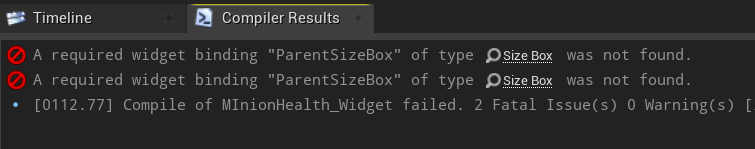 Timeline Compiler Results
A required widget binding "ParentSizeBox" of type Size Box was not found.
A required widget binding "ParentSizeBox" of type Size Box was not found.
[0112.77] Compile of MInionHealth_Widget failed. 2 Fatal Issue(s) 0 Warning(s) [